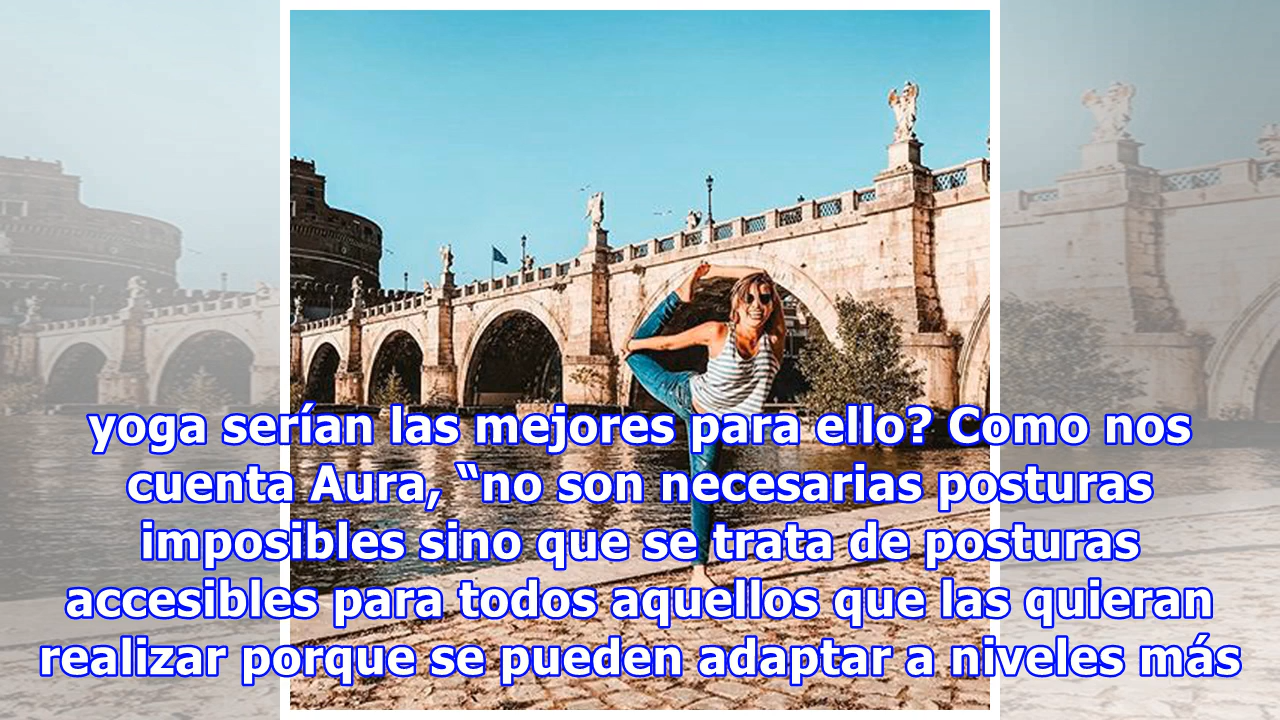 yoga serían las mejores para ello? Como nos
cuenta Aura, “no son necesarias posturas
imposibles sino que se trata de posturas
accesibles para todos aquellos que las quieran
realizar porque se pueden adaptar a niveles más